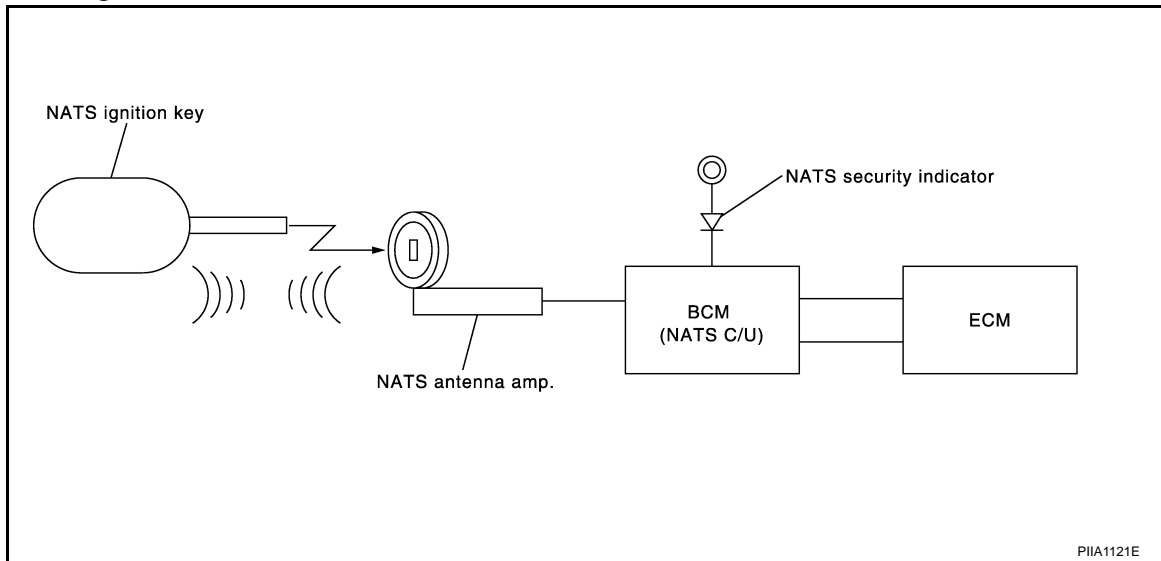 NATS ignition key
NATS security indicator
BCM
(NATS C/U)
ECM
NATS antenna amp.
PIIA1121E